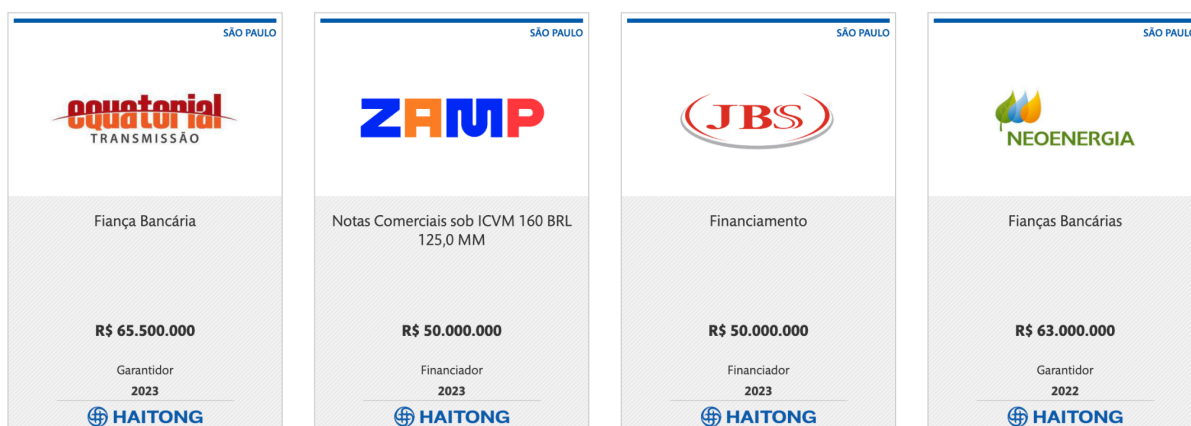 SÃO PAULO
equatorial
TRANSMISSÃO
Fiança Bancária
R$ 65.500.000
Garantidor
2023
HAITONG
SÃO PAULO
ZAMP
Notas Comerciais sob ICVM 160 BRL
125,0 MM
R$ 50.000.000
Financiador
2023
HAITONG
SÃO PAULO
JBS
Financiamento
R$ 50.000.000
Financiador
2023
HAITONG
SÃO PAULO
NEOENERGIA
Fianças Bancárias
R$ 63.000.000
Garantidor
2022
HAITONG